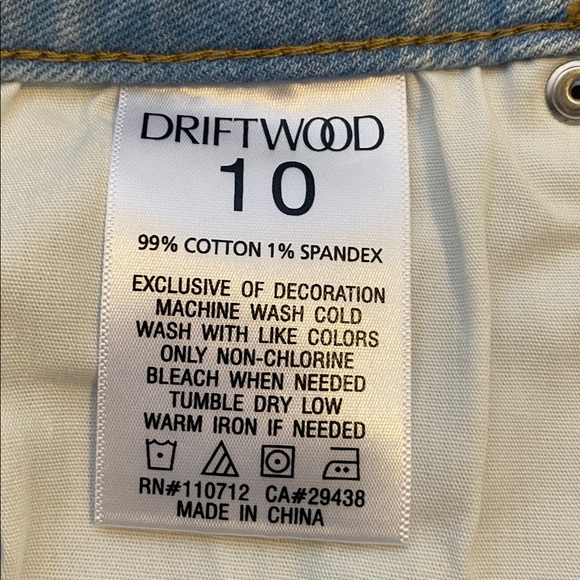 DRIFTWOOD
10
99% COTTON 1% SPANDEX
EXCLUSIVE OF DECORATION
MACHINE WASH COLD
WASH WITH LIKE COLORS
ONLY NON-CHLORINE
BLEACH WHEN NEEDED
TUMBLE DRY LOW
WARM IRON IF NEEDED
RN#110712 CA#29438
MADE IN CHINA